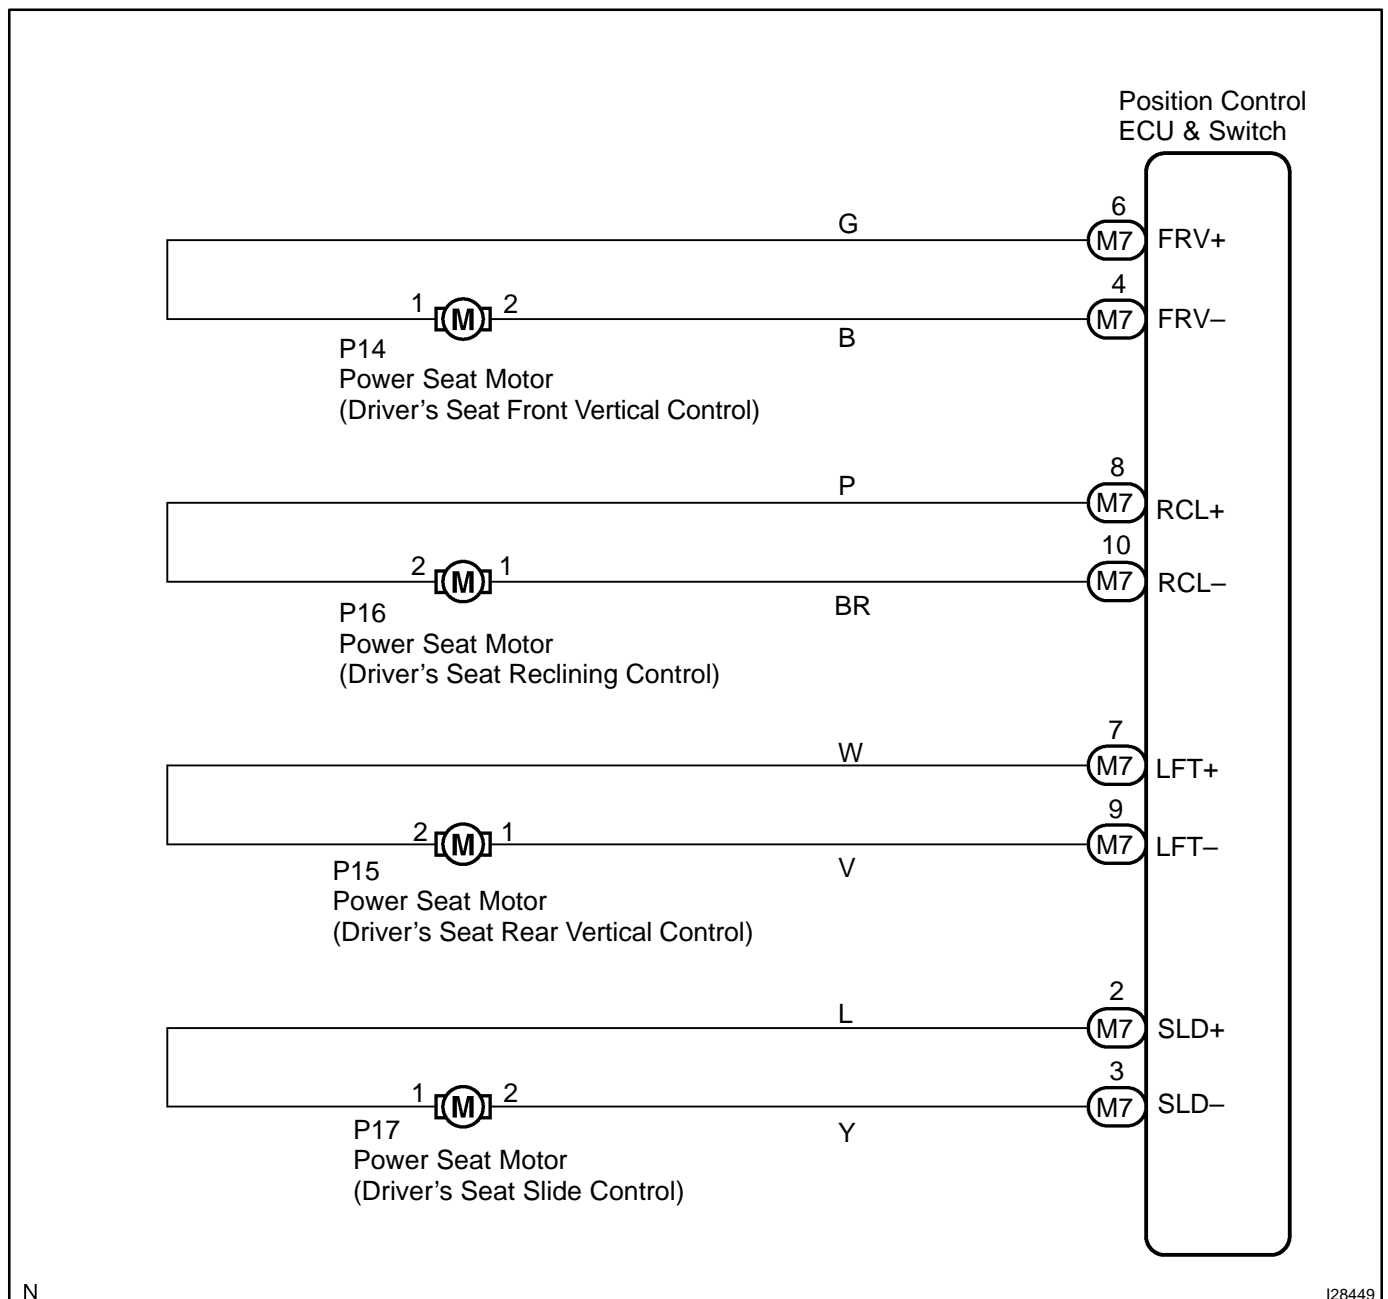 Position Control
ECU & Switch
6
G
M7
FRV+
4
1
M
2
M7
FRV–
B
P14
Power Seat Motor
(Driver’s Seat Front Vertical Control)
8
P
M7
RCL+
10
2
M
1
M7
RCL–
BR
P16
Power Seat Motor
(Driver’s Seat Reclining Control)
7
W
M7
LFT+
9
2
M
1
M7
LFT–
V
P15
Power Seat Motor
(Driver’s Seat Rear Vertical Control)
2
L
M7
SLD+
3
1
M
2
M7
SLD–
Y
P17
Power Seat Motor
(Driver’s Seat Slide Control)
N
I28449